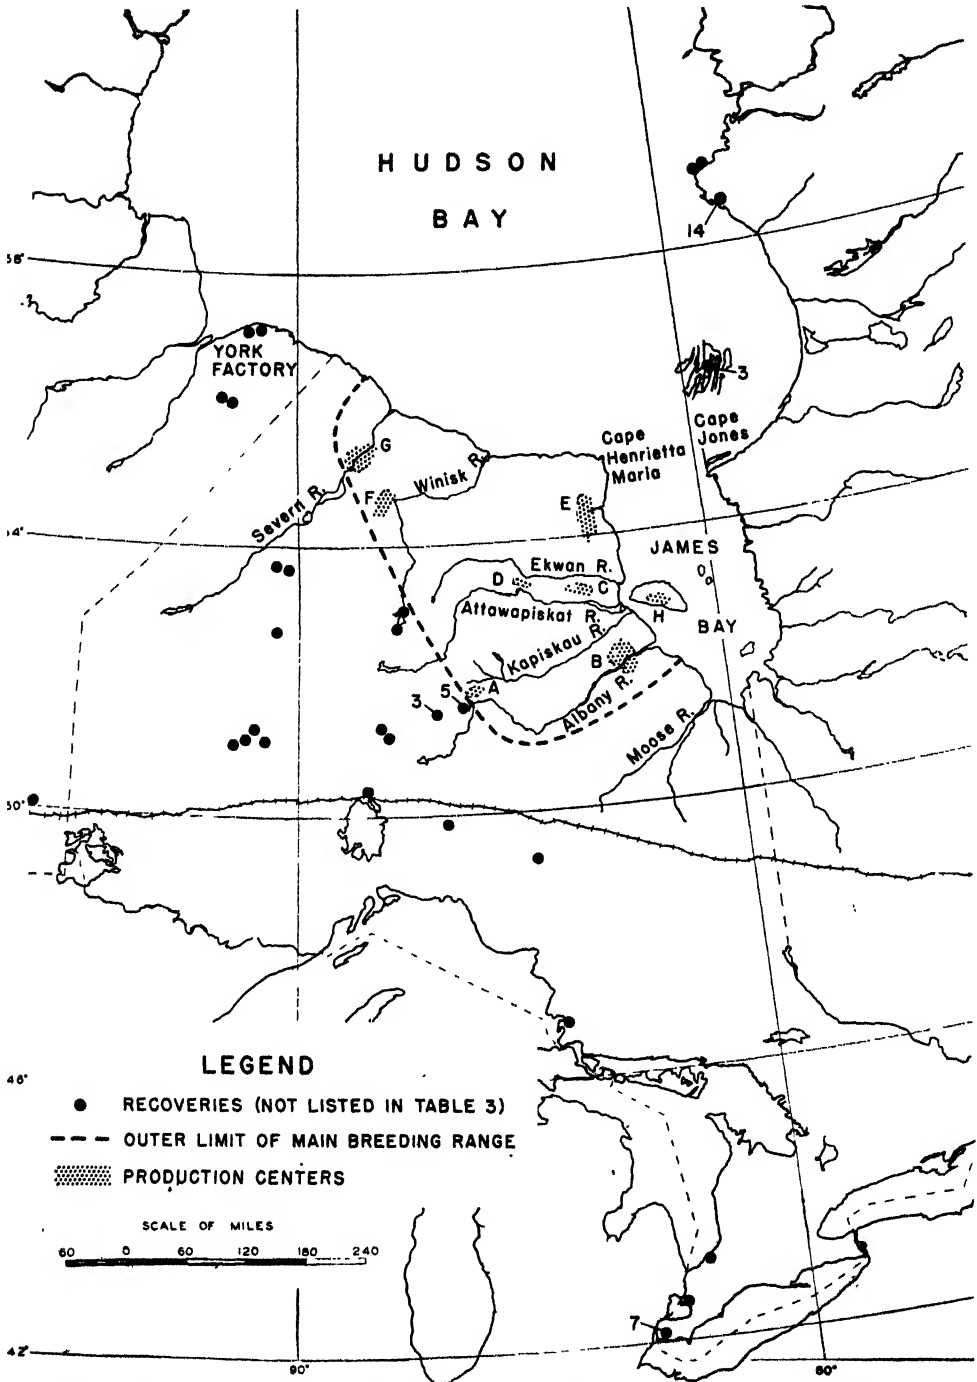 HUDSON
BAY
14
58°
YORK
FACTORY
3
Cape
Jones
Cape
Henrietta
Maria
G
Winisk R.
F
Severn R.
E
JAMES
BAY
Ekwan R.
D
C
Attawapiskat R.
H
Kapiskau R.
B
A
5
3
Albany R.
Moose R.
LEGEND
46°
RECOVERIES (NOT LISTED IN TABLE 3)
OUTER LIMIT OF MAIN BREEDING RANGE
PRODUCTION CENTERS
SCALE OF MILES
60 0 60 120 180 240
7
42°
90°
80°